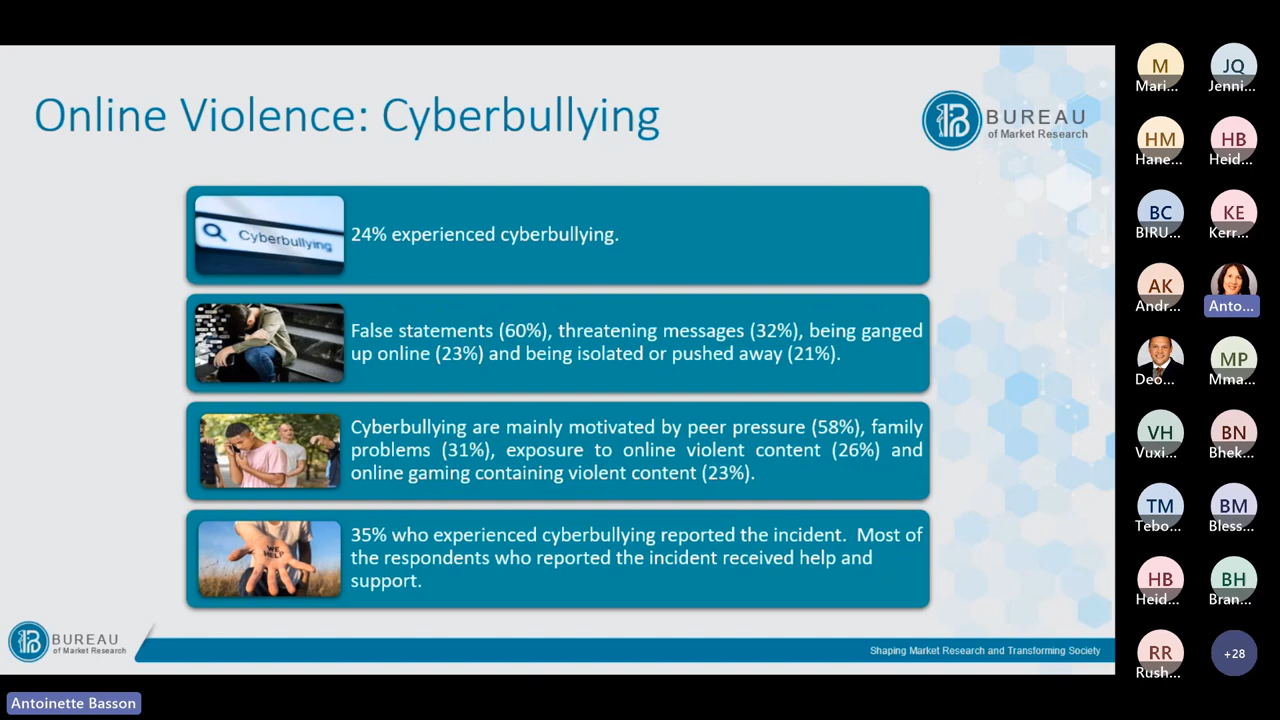 Online Violence: Cyberbullying
BUREAU
of Market Research
Cyberbullying
24% experienced cyberbullying.
False statements (60%), threatening messages (32%), being ganged
up online (23%) and being isolated or pushed away (21%).
Cyberbullying are mainly motivated by peer pressure (58%), family
problems (31%), exposure to online violent content (26%) and
online gaming containing violent content (23%).
WE
HELP
35% who experienced cyberbullying reported the incident. Most of
the respondents who reported the incident received help and
support.
BUREAU
of Market Research
Shaping Market Research and Transforming Society
Antoinette Basson
M
JQ
Mari...
Jenni...
HM
HB
Hane...
Heid...
BC
KE
BIRU...
Kerr...
AK
Andr...
Anto...
MP
Deo...
Mma...
VH
BN
Vuxi...
Bhek...
TM
BM
Tebo...
Bless...
HB
BH
Heid...
Bran...
RR
+28
Rush...